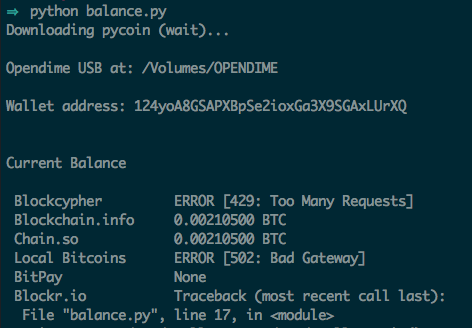 ⇒ python balance.py
Downloading pycoin (wait)...
Opendime USB at: /Volumes/OPENDIME
Wallet address: 124yoA8GSAPXBpSe2ioxGa3X9SGAxLUrXQ
Current Balance
Blockcypher ERROR [429: Too Many Requests]
Blockchain.info 0.00210500 BTC
Chain.so 0.00210500 BTC
Local Bitcoins ERROR [502: Bad Gateway]
BitPay None
Blockr.io Traceback (most recent call last):
File "balance.py", line 17, in <module>